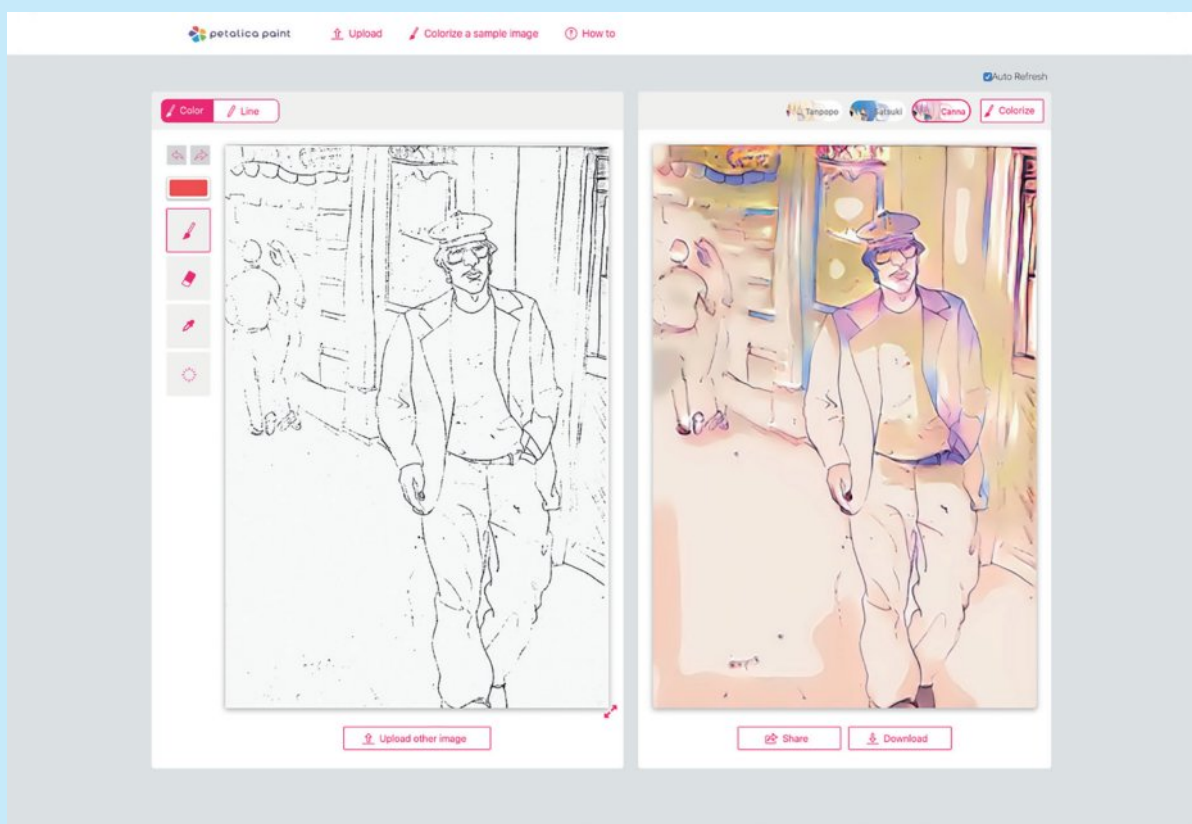 petalica paint
Upload
Colorize a sample image
How to
Auto Refresh
Color
Line
Tanpopo
Satsuki
Canna
Colorize
Upload other image
Share
Download